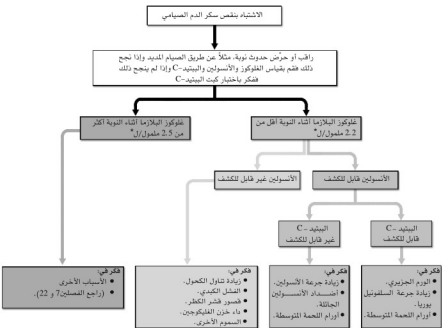 الاشتباه بنقص سكر الدم الصيامي
راقب أو حرّض حدوث نوبة، مثلاً عن طريق الصيام المديد وإذا نجح
ذلك فقم بقياس الغلوكوز والأنسولين والبيتيد-C وإذا لم ينجح ذلك
ففكر باختبار كبت البيتيد-C
غلوكوز البلازما أثناء النوبة أقل من
2.2 ملمول/ل*
غلوكوز البلازما أثناء النوبة أكثر
من 2.5 ملمول/ل*
الأنسولين قابل للكشف
الأنسولين غير قابل للكشف
البيتيد - C
قابل للكشف
البيتيد - C
غير قابل للكشف
فكر في:
• الورم الجزيري.
• زيادة جرعة السلفونيل
يوريا.
• أورام اللحمة المتوسطة.
فكر في:
• زيادة جرعة الأنسولين.
• أضداد الأنسولين
الجائلة.
• أورام اللحمة المتوسطة.
فكر في:
• زيادة تناول الكحول.
• الفشل الكبدي.
• قصور قشر الكظر.
• داء خزن الغليكوجين.
• السموم الأخرى.
فكر في:
• الأسباب الأخرى
• (راجع الفصلين 7 و 22).